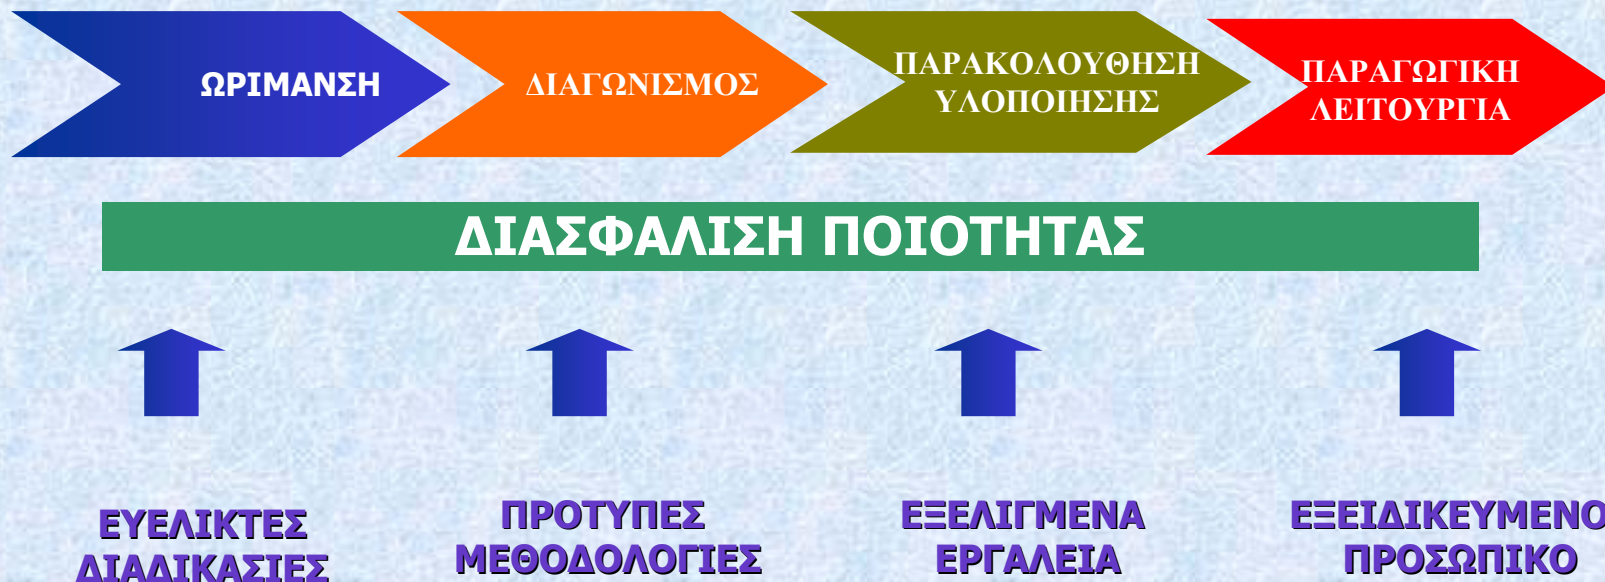 ΩΡΙΜΑΝΣΗ
ΔΙΑΓΩΝΙΣΜΟΣ
ΠΑΡΑΚΟΛΟΥΘΗΣΗ
ΥΛΟΠΟΙΗΣΗΣ
ΠΑΡΑΓΩΓΙΚΗ
ΛΕΙΤΟΥΡΓΙΑ
ΔΙΑΣΦΑΛΙΣΗ ΠΟΙΟΤΗΤΑΣ
ΕΥΕΛΙΚΤΕΣ
ΔΙΑΔΙΚΑΣΙΕΣ
ΠΡΟΤΥΠΕΣ
ΜΕΘΟΔΟΛΟΓΙΕΣ
ΕΞΕΛΙΓΜΕΝΑ
ΕΡΓΑΛΕΙΑ
ΕΞΕΙΔΙΚΕΥΜΕΝΟ
ΠΡΟΣΩΠΙΚΟ